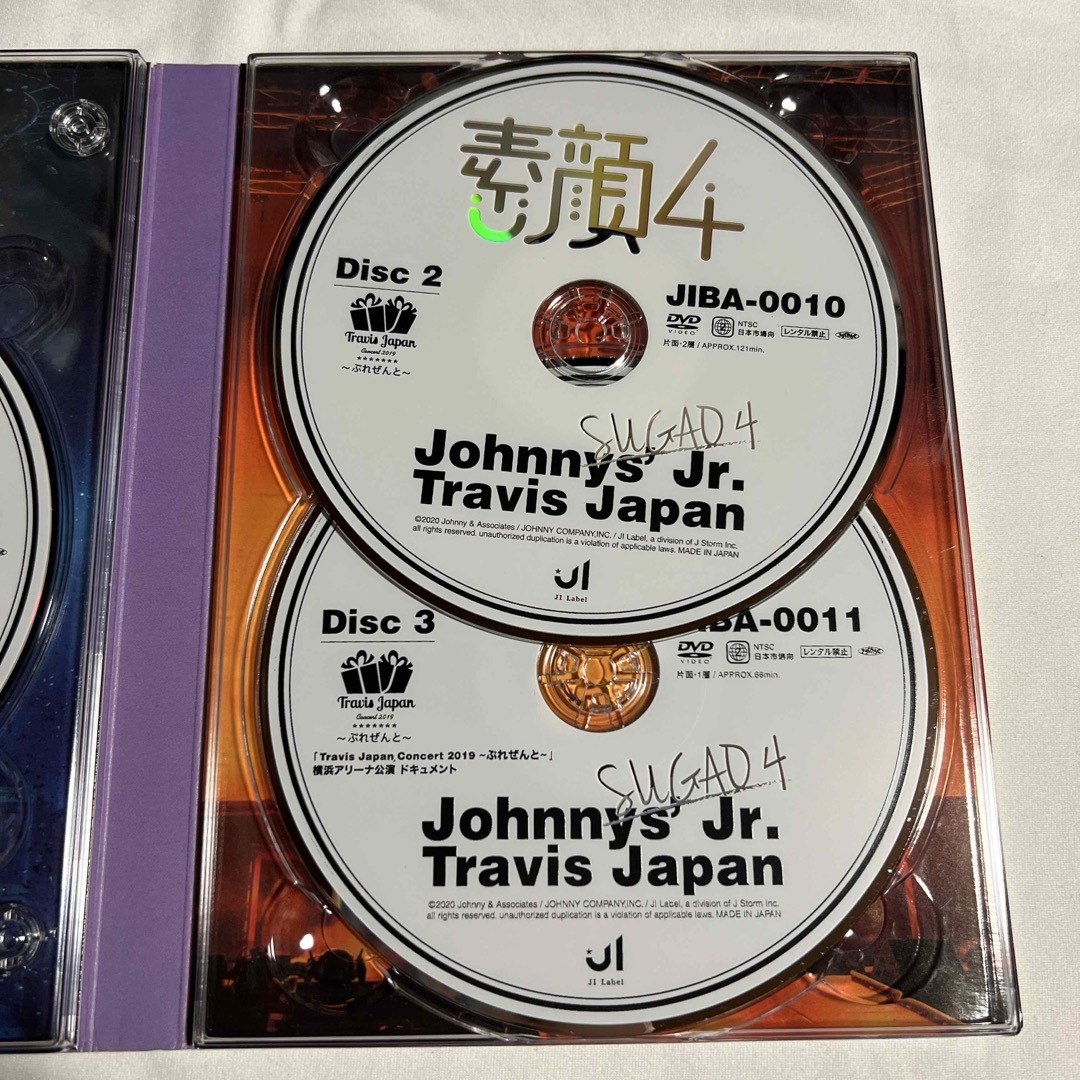 素顔4
Disc 2
JIBA-0010
Travis Japan
Concert 2019
～ぷれぜんと～
DVD
VIDEO
2
NTSC
日本市場向
レンタル禁止
片面・2層 / APPROX.121min.
SUGAO 4
Johnnys' Jr.
Travis Japan
©2020 Johnny & Associates / JOHNNY COMPANY,INC. / JI Label, a division of J Storm Inc.
all rights reserved. unauthorized duplication is a violation of applicable laws. MADE IN JAPAN
JI
JI Label
Disc 3
BA-0011
Travis Japan
Concert 2019
～ぷれぜんと～
DVD
VIDEO
2
NTSC
日本市場向
レンタル禁止
片面・1層 / APPROX.66min.
「Travis Japan Concert 2019 ~ぷれぜんと~」
横浜アリーナ公演 ドキュメント
SUGAO 4
Johnnys' Jr.
Travis Japan
©2020 Johnny & Associates / JOHNNY COMPANY,INC. / JI Label, a division of J Storm Inc.
all rights reserved. unauthorized duplication is a violation of applicable laws. MADE IN JAPAN
JI
JI Label